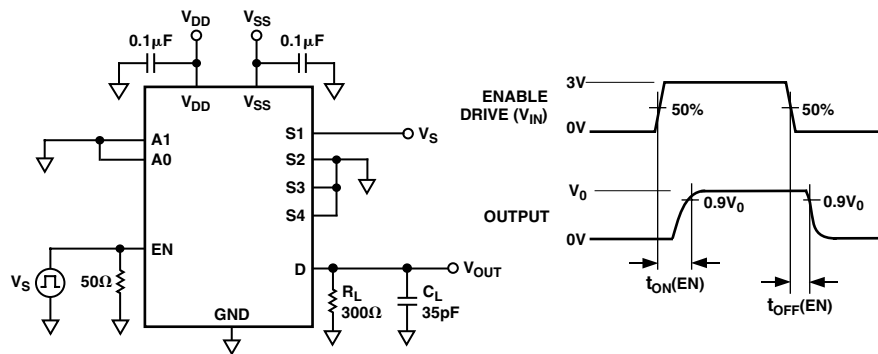 VDD VSS
0.1μF 0.1μF
VDD VSS
A1
A0
S1 VS
S2
S3
S4
EN
VS
50Ω
D VOUT
RL
300Ω
CL
35pF
GND
3V
ENABLE
DRIVE (VIN)
50% 50%
0V
V0
0.9V0 0.9V0
OUTPUT
0V
tON(EN)
tOFF(EN)